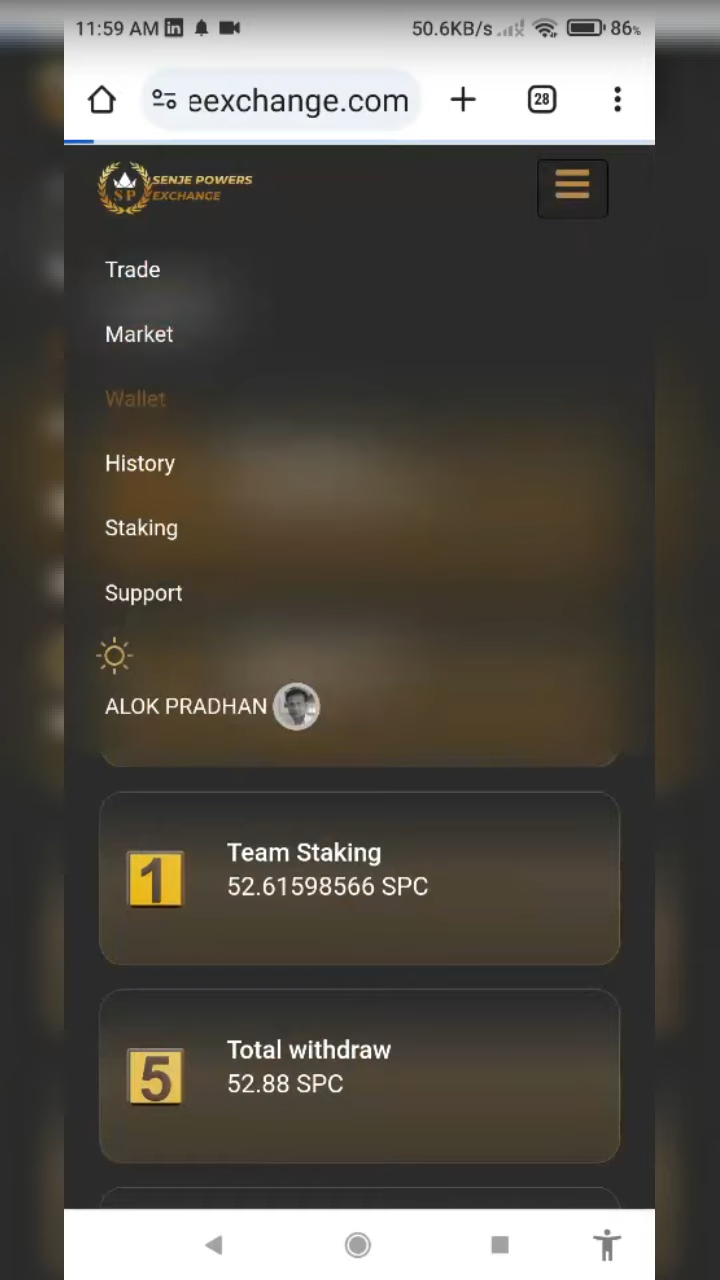 11:59 AM in 50.6KB/s 86%
eexchange.com 28
SENJE POWERS
SP EXCHANGE
Trade
Market
Wallet
History
Staking
Support
ALOK PRADHAN
1
Team Staking
52.61598566 SPC
5
Total withdraw
52.88 SPC